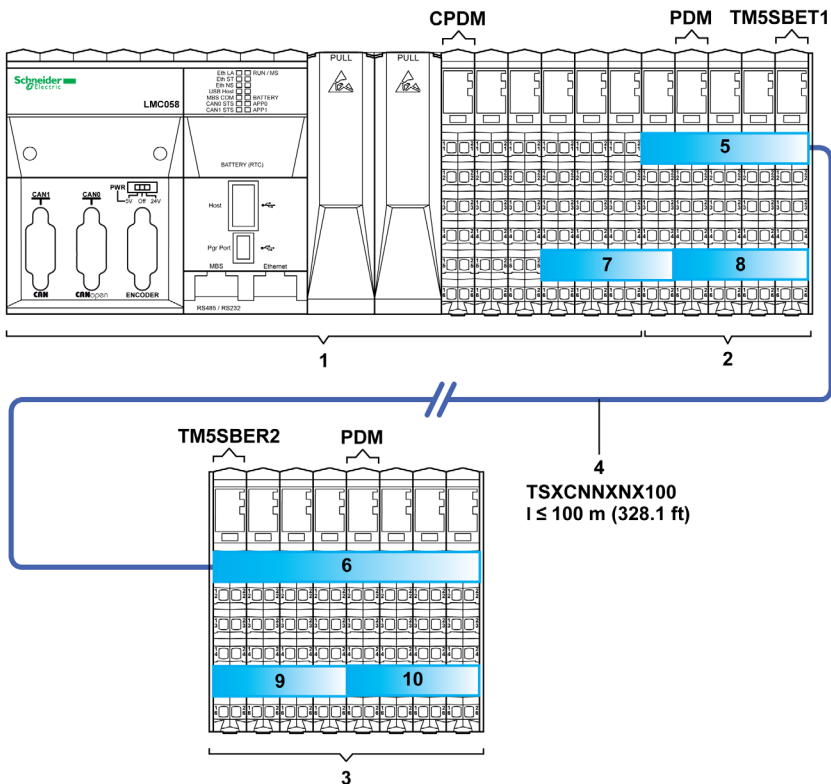 CPDM
PDM
TM5SBET1
PULL
PULL
Schneider
Electric
LMC058
Eth LA RUN / MS
Eth ST
Eth NS
USB Host
MBS COM BATTERY
CAN0 STS APP0
CAN1 STS APP1
BATTERY (RTC)
5
CAN1
CAN0
PWR
5V Off 24V
Host
Pgr Port
MBS
Ethernet
7
8
CAN
CANopen
ENCODER
RS485 / RS232
1
2
TM5SBER2
PDM
4
TSXCNNXNX100
l ≤ 100 m (328.1 ft)
6
9
10
3